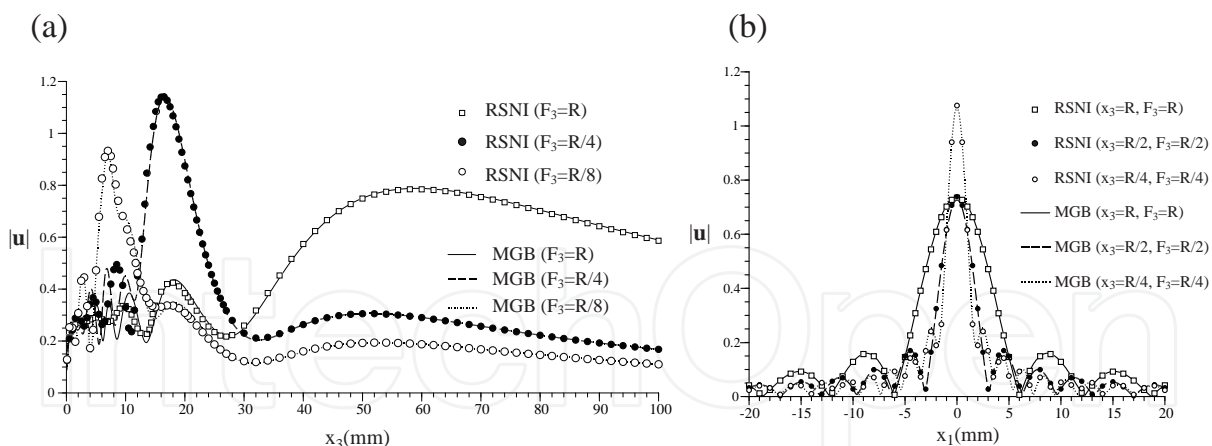 (a)
1.2
1
0.8
0.6
0.4
0.2
0
|u|
0 10 20 30 40 50 60 70 80 90 100
x3(mm)
RSNI (F3=R)
RSNI (F3=R/4)
RSNI (F3=R/8)
MGB (F3=R)
MGB (F3=R/4)
MGB (F3=R/8)
(b)
1.2
1
0.8
0.6
0.4
0.2
0
|u|
-20 -15 -10 -5 0 5 10 15 20
x1(mm)
RSNI (x3=R, F3=R)
RSNI (x3=R/2, F3=R/2)
RSNI (x3=R/4, F3=R/4)
MGB (x3=R, F3=R)
MGB (x3=R/2, F3=R/2)
MGB (x3=R/4, F3=R/4)
IntechOpen